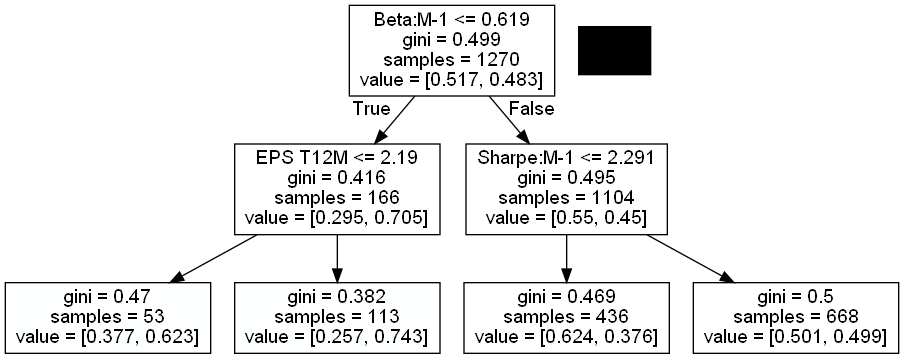 Beta:M-1 <= 0.619
gini = 0.499
samples = 1270
value = [0.517, 0.483]
True
False
EPS T12M <= 2.19
gini = 0.416
samples = 166
value = [0.295, 0.705]
Sharpe:M-1 <= 2.291
gini = 0.495
samples = 1104
value = [0.55, 0.45]
gini = 0.47
samples = 53
value = [0.377, 0.623]
gini = 0.382
samples = 113
value = [0.257, 0.743]
gini = 0.469
samples = 436
value = [0.624, 0.376]
gini = 0.5
samples = 668
value = [0.501, 0.499]